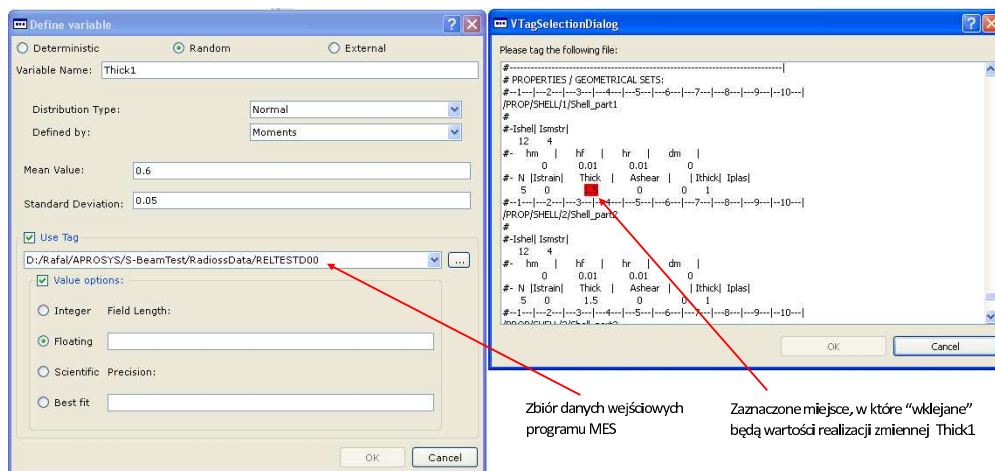 Define variable
Deterministic Random External
Variable Name: Thick1
Distribution Type: Normal
Defined by: Moments
Mean Value: 0.6
Standard Deviation: 0.05
Use Tag
D:/Rafal/APROSYS/S-BeamTest/RadiossData/RELTESTD00 ...
Value options:
Integer Field Length:
Floating
Scientific Precision:
Best fit
OK Cancel
VTagSelectionDialog
Please tag the following file:
#--------------------------------------------------------------------------------|
# PROPERTIES / GEOMETRICAL SETS:
#--1---|---2---|---3---|---4---|---5---|---6---|---7---|---8---|---9---|--10---|
/PROP/SHELL/1/Shell_part1
#
#-Ishel| Ismstr|
12 4
#- hm | hf | hr | dm |
0 0.01 0.01 0
#- N |Istrain| Thick | Ashear | |Ithick| Iplas|
5 0 1.5 0 0 1
#--1---|---2---|---3---|---4---|---5---|---6---|---7---|---8---|---9---|--10---|
/PROP/SHELL/2/Shell_part2
#
#-Ishel| Ismstr|
12 4
#- hm | hf | hr | dm |
0 0.01 0.01 0
#- N |Istrain| Thick | Ashear | |Ithick| Iplas|
5 0 1.5 0 0 1
#--1---|---2---|---3---|---4---|---5---|---6---|---7---|---8---|---9---|--10---|
OK Cancel
Zbiór danych wejściowych
programu MES
Zaznaczone miejsce, w które “wklejane”
będą wartości realizacji zmiennej Thick1